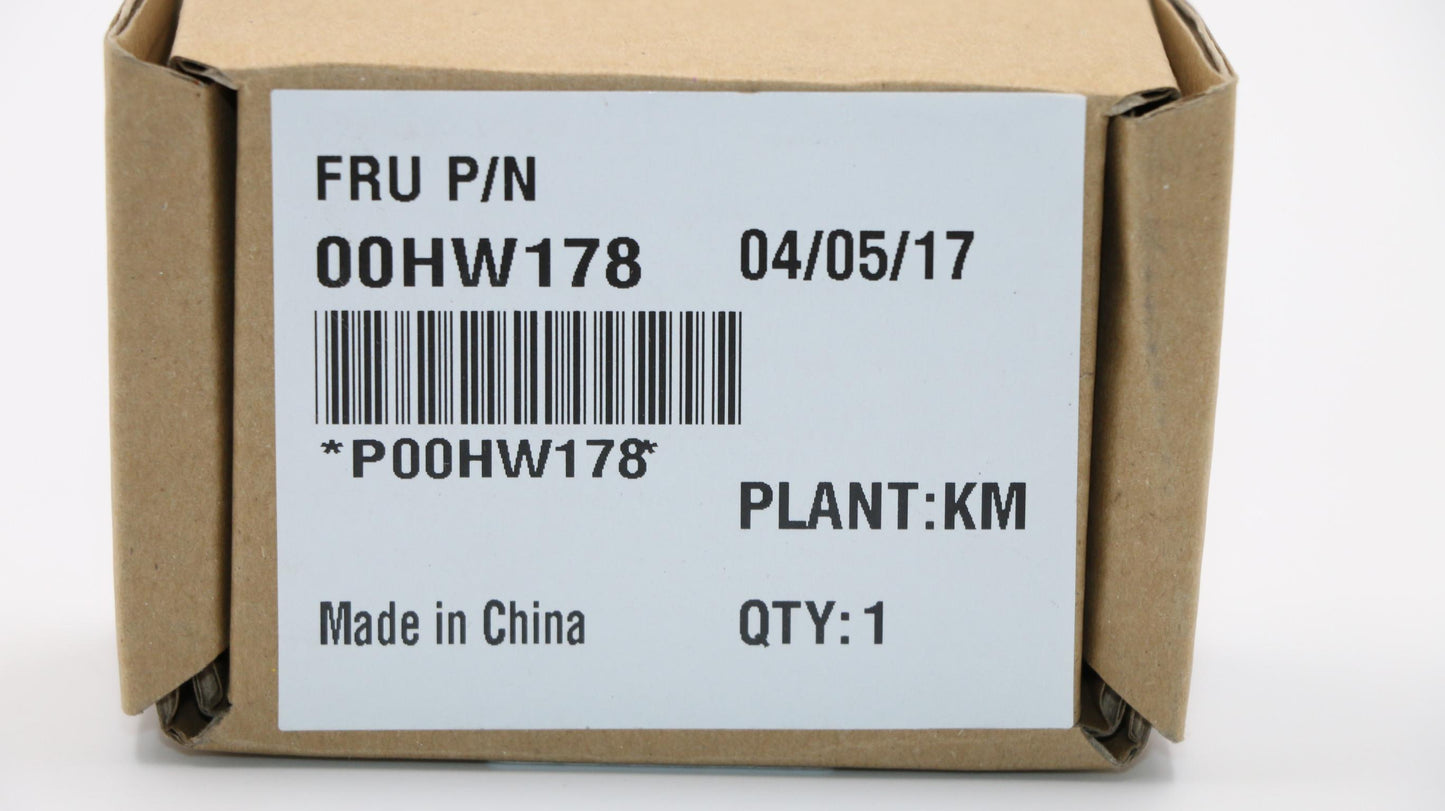 FRU P/N
00HW178 04/05/17
*P00HW178*
PLANT:KM
Made in China QTY: 1